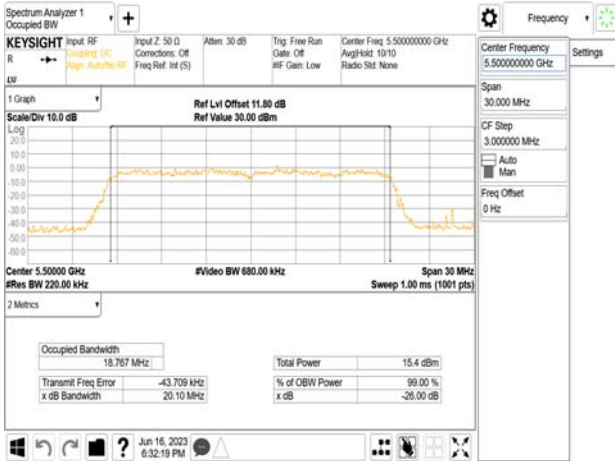 Spectrum Analyzer 1
Occupied BW
KEYSIGHT
R
Input: RF
Coupling: DC
Align: Auto/No RF
Input Z: 50 Ω
Corrections: Off
Freq Ref: Int (S)
Atten: 30 dB
Trig: Free Run
Gate: Off
#IF Gain: Low
Center Freq: 5.500000000 GHz
Avg|Hold: 10/10
Radio Std: None
1 Graph
Scale/Div 10.0 dB
Ref Lvl Offset 11.80 dB
Ref Value 30.00 dBm
Log
20.0
10.0
0.00
-10.0
-20.0
-30.0
-40.0
-50.0
-60.0
Center 5.50000 GHz
#Res BW 220.00 kHz
#Video BW 680.00 kHz
Span 30 MHz
Sweep 1.00 ms (1001 pts)
2 Metrics
Occupied Bandwidth
18.767 MHz
Total Power 15.4 dBm
Transmit Freq Error -43.709 kHz
% of OBW Power 99.00 %
x dB Bandwidth 20.10 MHz
x dB -26.00 dB
?
Jun 16, 2023
6:32:19 PM
Frequency
Center Frequency
5.500000000 GHz
Settings
Span
30.000 MHz
CF Step
3.000000 MHz
Auto
Man
Freq Offset
0 Hz